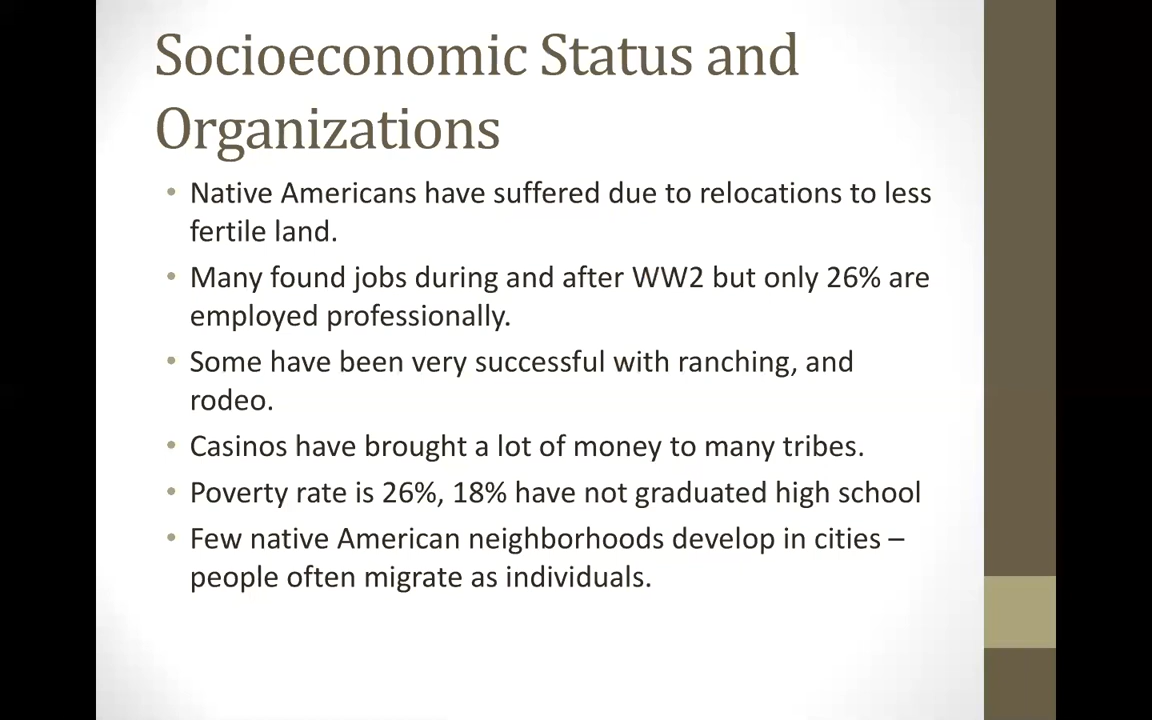 Socioeconomic Status and
Organizations
• Native Americans have suffered due to relocations to less
fertile land.
• Many found jobs during and after WW2 but only 26% are
employed professionally.
• Some have been very successful with ranching, and
rodeo.
• Casinos have brought a lot of money to many tribes.
• Poverty rate is 26%, 18% have not graduated high school
• Few native American neighborhoods develop in cities –
people often migrate as individuals.